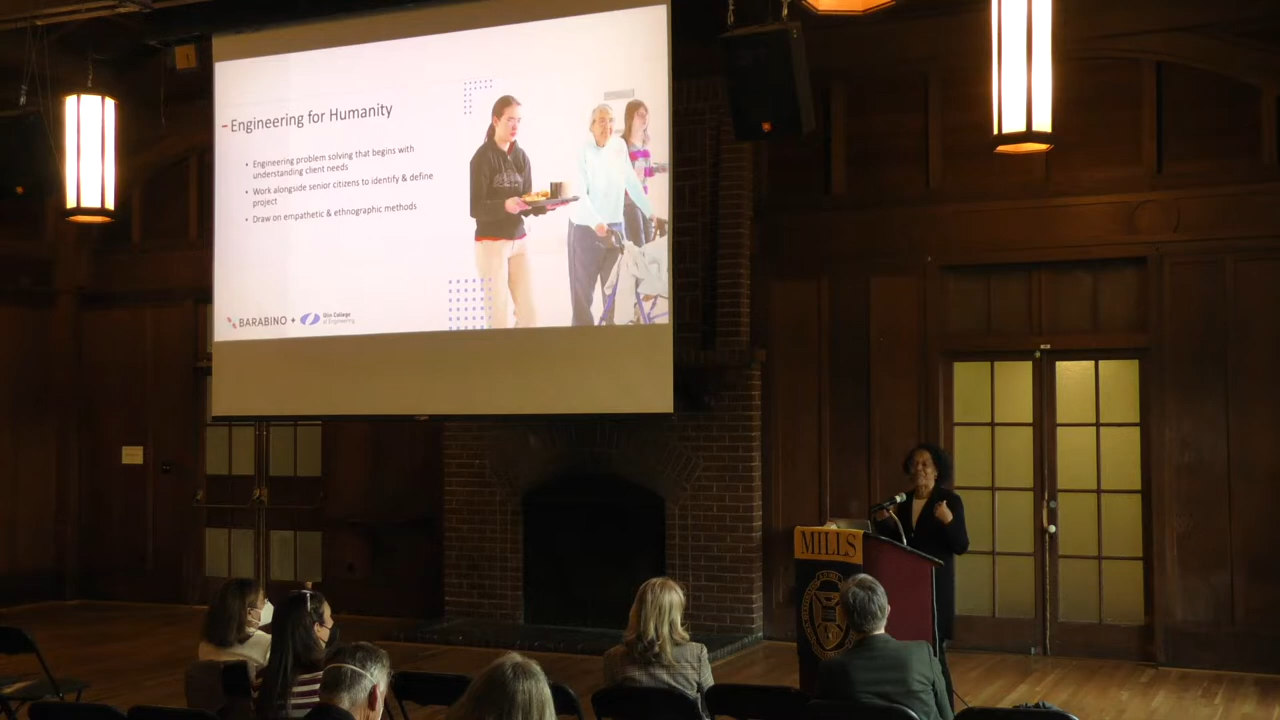 Engineering for Humanity
• Engineering problem solving that begins with
understanding client needs
• Work alongside senior citizens to identify & define
project
• Draw on empathetic & ethnographic methods
BARABINO + Olin College
of Engineering
MILLS